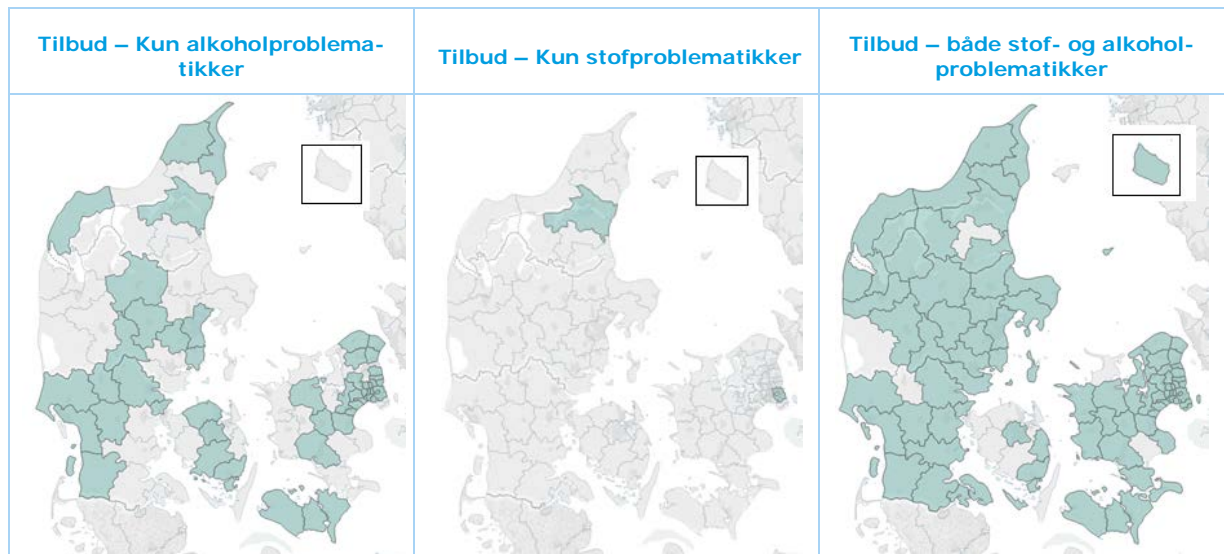 Tilbud – Kun alkoholproblema-
tikker
Tilbud – Kun stofproblematikker
Tilbud – både stof- og alkohol-
problematikker